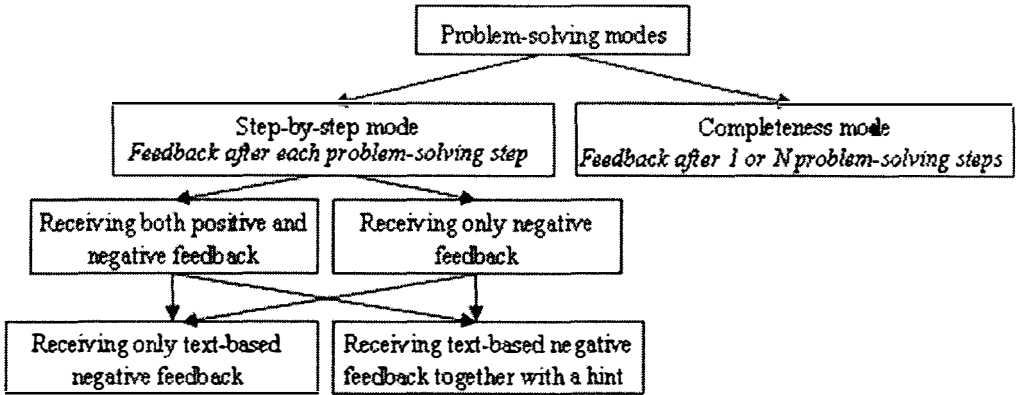 Problem-solving modes
Step-by-step mode
Feedback after each problem-solving step
Completeness mode
Feedback after 1 or N problem-solving steps
Receiving both positive and
negative feedback
Receiving only negative
feedback
Receiving only text-based
negative feedback
Receiving text-based negative
feedback together with a hint